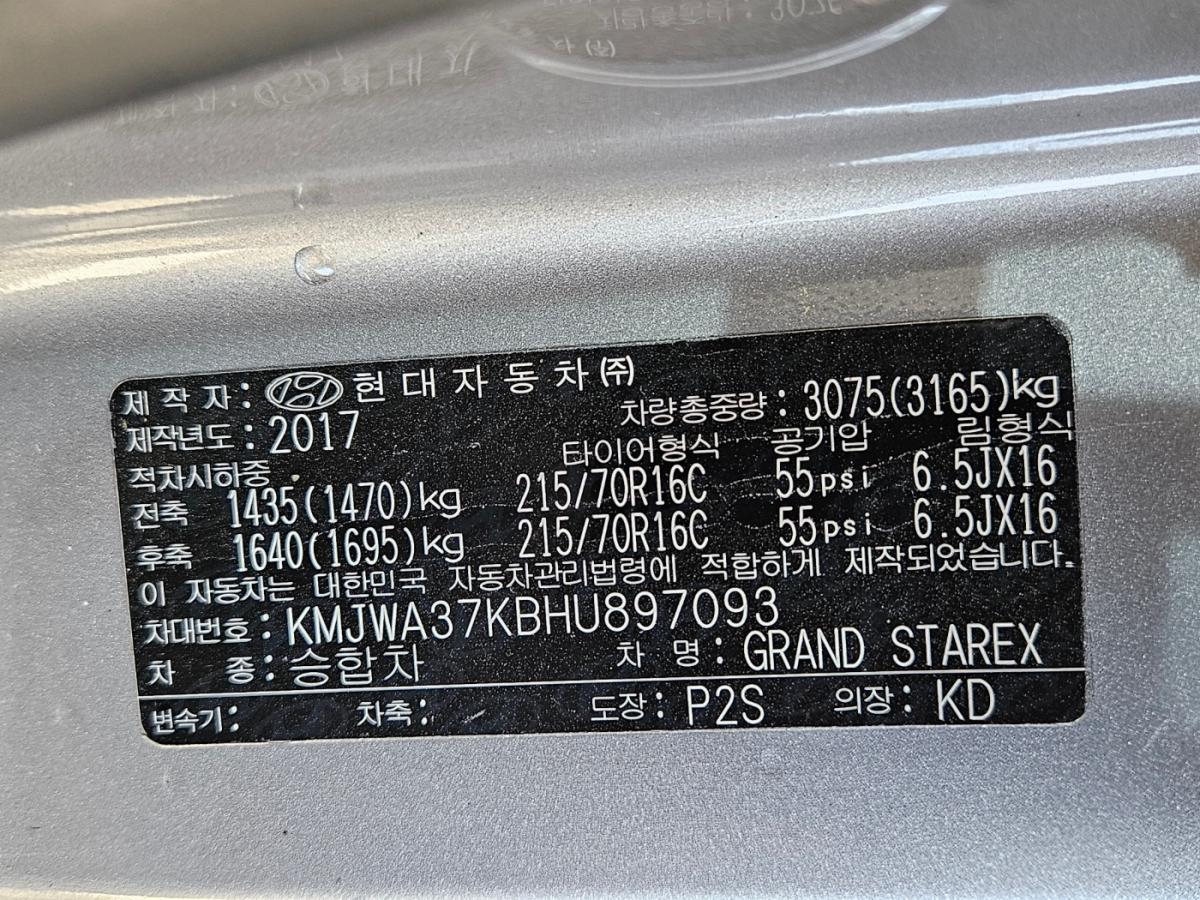 제작자: 현대자동차㈜
제작년도: 2017 차량총중량: 3075(3165)kg
적차시하중 타이어형식 공기압 림형식
전축 1435(1470)kg 215/70R16C 55psi 6.5JX16
후축 1640(1695)kg 215/70R16C 55psi 6.5JX16
이 자동차는 대한민국 자동차관리법령에 적합하게 제작되었습니다.
차대번호: KMJWA37KBHU897093
차 종: 승합차 차 명: GRAND STAREX
변속기: 차축: 도장: P2S 의장: KD